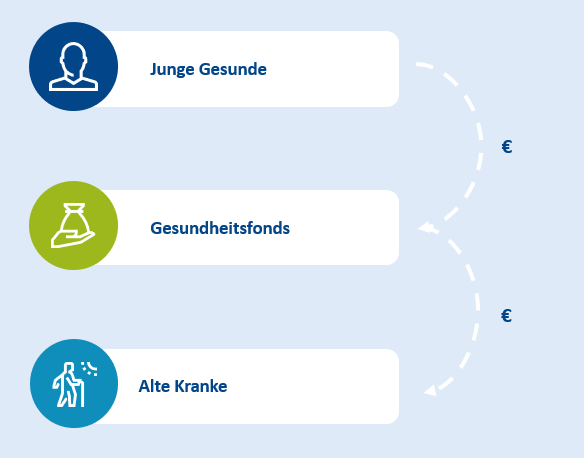 Junge Gesunde
€
Gesundheitsfonds
€
Alte Kranke